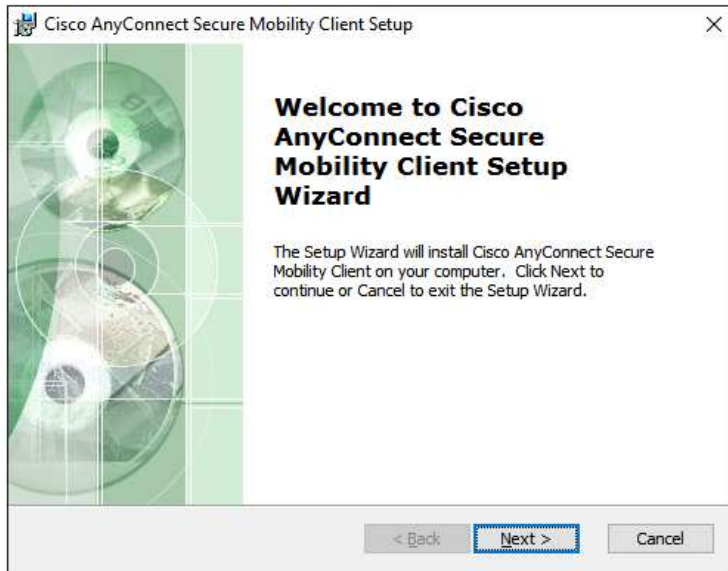 Cisco AnyConnect Secure Mobility Client Setup
Welcome to Cisco
AnyConnect Secure
Mobility Client Setup
Wizard
The Setup Wizard will install Cisco AnyConnect Secure
Mobility Client on your computer. Click Next to
continue or Cancel to exit the Setup Wizard.
< Back Next > Cancel